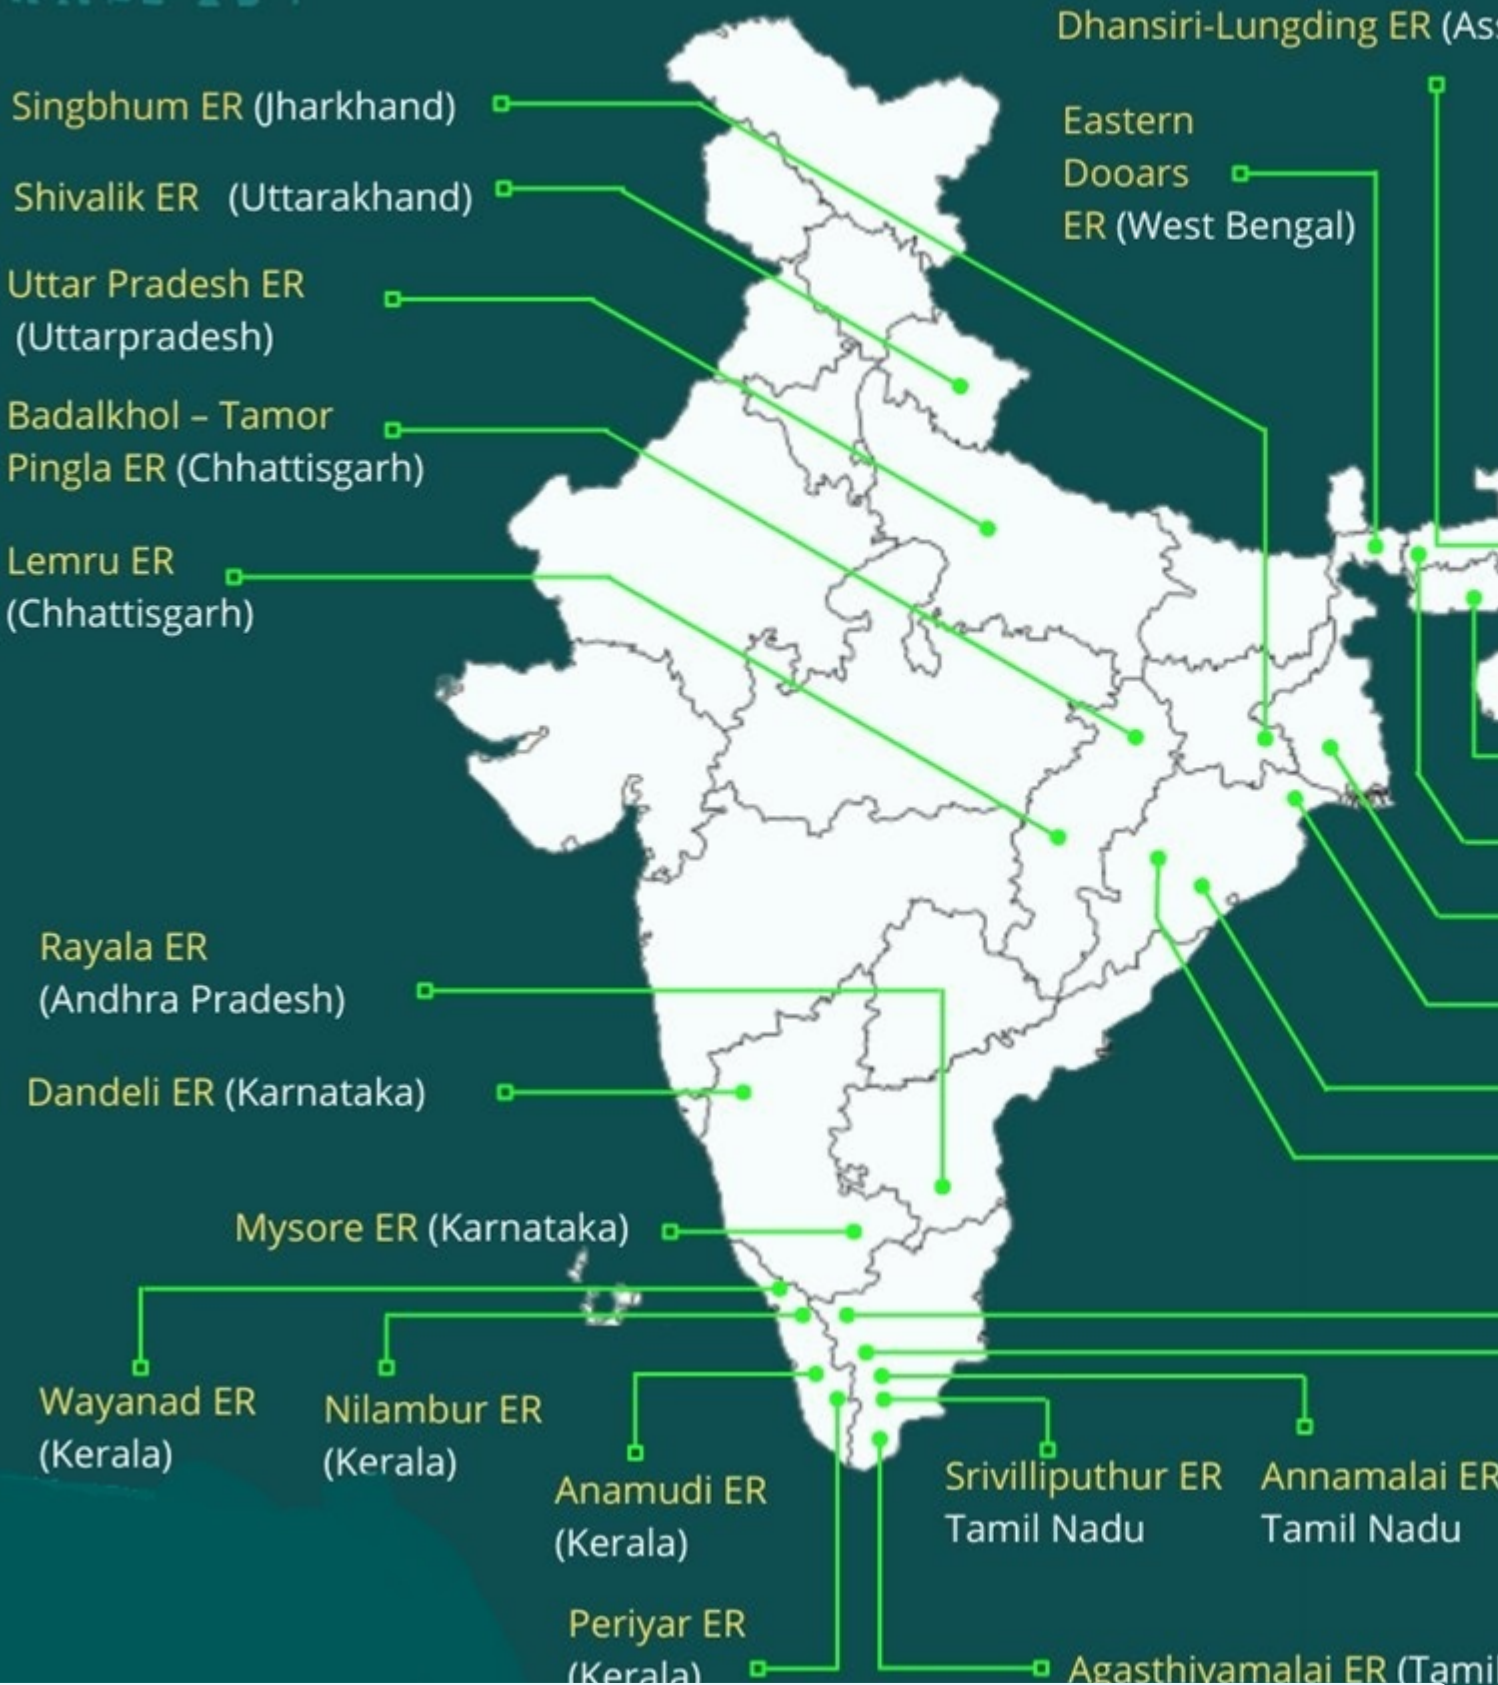 Dhansiri-Lungding ER (Ass
Singbhum ER (Jharkhand)
Eastern
Dooars
ER (West Bengal)
Shivalik ER (Uttarakhand)
Uttar Pradesh ER
(Uttarpradesh)
Badalkhol – Tamor
Pingla ER (Chhattisgarh)
Lemru ER
(Chhattisgarh)
Rayala ER
(Andhra Pradesh)
Dandeli ER (Karnataka)
Mysore ER (Karnataka)
Wayanad ER
(Kerala)
Nilambur ER
(Kerala)
Anamudi ER
(Kerala)
Srivilliputhur ER
Tamil Nadu
Annamalai ER
Tamil Nadu
Periyar ER
(Kerala)
Agasthiyamalai ER (Tamil